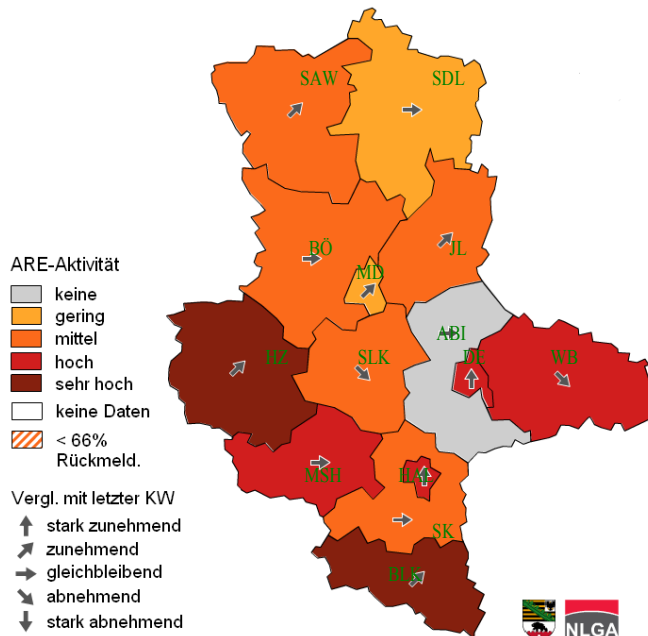 SAW
SDL
BÖ
JL
MD
ARE-Aktivität
keine
gering
mittel
hoch
sehr hoch
keine Daten
< 66%
Rückmeld.
ABI
DE
HZ
SLK
WB
MSH
HAL
SK
BLK
Vergl. mit letzter KW
stark zunehmend
zunehmend
gleichbleibend
abnehmend
stark abnehmend
NLGA